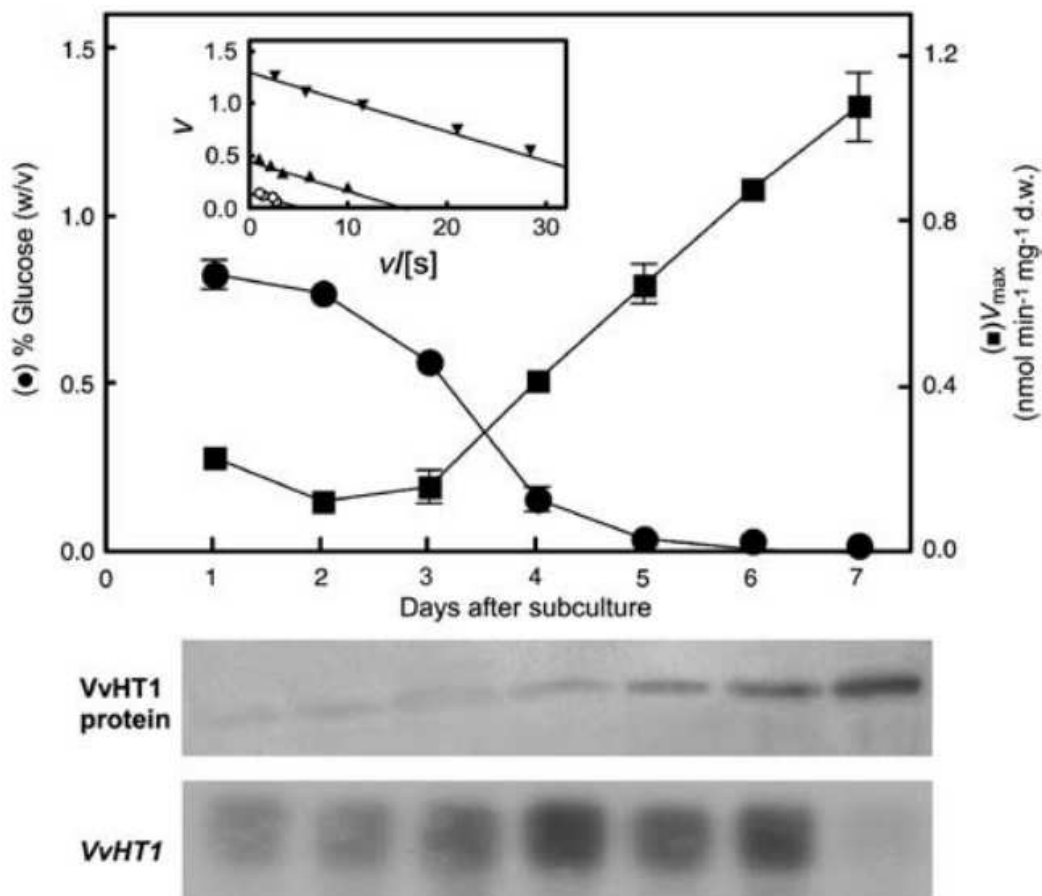 (●) % Glucose (w/v)
1.5
1.0
0.5
0.0
V
1.5
1.0
0.5
0.0
0
10
20
30
v/[s]
1.2
0.8
0.4
0.0
(■)Vmax
(nmol min-1 mg-1 d.w.)
0
1
2
3
4
5
6
7
Days after subculture
VvHT1
protein
VvHT1